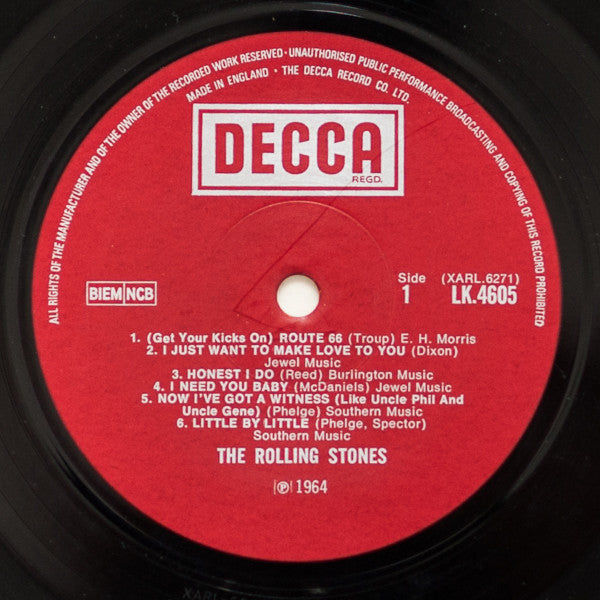 ALL RIGHTS OF THE MANUFACTURER AND OF THE OWNER OF THE RECORDED WORK RESERVED · UNAUTHORISED PUBLIC PERFORMANCE BROADCASTING AND COPYING OF THIS RECORD PROHIBITED
MADE IN ENGLAND · THE DECCA RECORD CO. LTD.
DECCA
REGD.
BIEM NCB
Side 1
(XARL.6271)
LK.4605
1. (Get Your Kicks On) ROUTE 66 (Troup) E. H. Morris
2. I JUST WANT TO MAKE LOVE TO YOU (Dixon)
Jewel Music
3. HONEST I DO (Reed) Burlington Music
4. I NEED YOU BABY (McDaniels) Jewel Music
5. NOW I'VE GOT A WITNESS (Like Uncle Phil And
Uncle Gene) (Phelge) Southern Music
6. LITTLE BY LITTLE (Phelge, Spector)
Southern Music
THE ROLLING STONES
℗ 1964